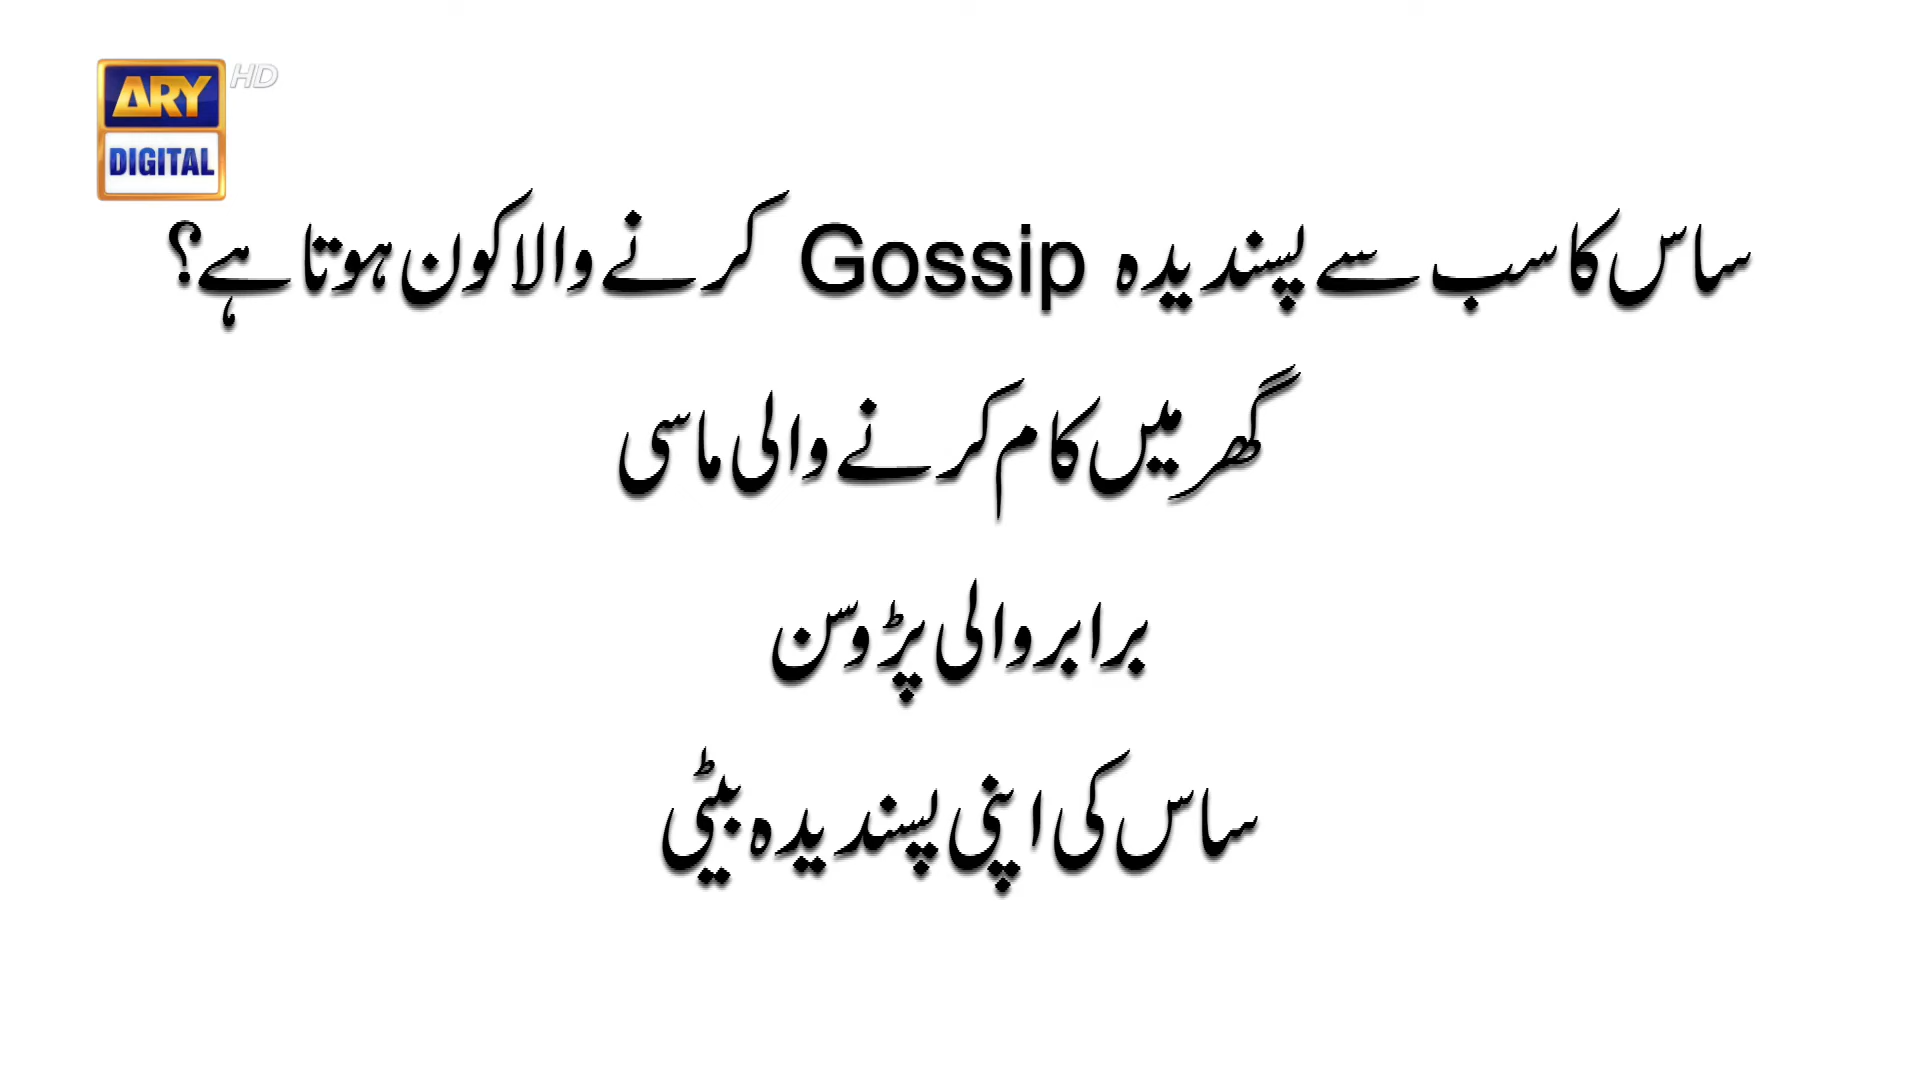 ARY HD
DIGITAL
ساس کا سب سے پسندیدہ Gossip کرنے والا کون ہوتا ہے؟
گھر میں کام کرنے والی ماسی
برابر والی پڑوسن
ساس کی اپنی پسندیدہ بیٹی